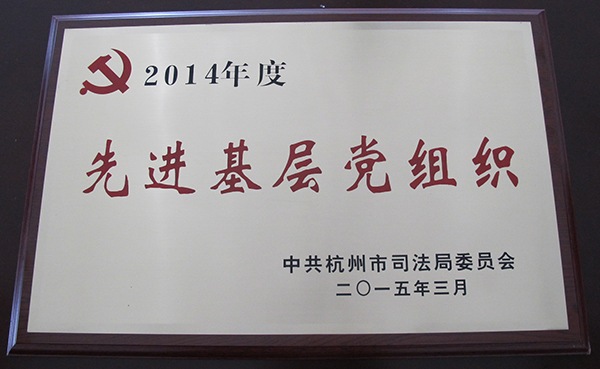 2014年度
先进基层党组织
中共杭州市司法局委员会
二〇一五年三月